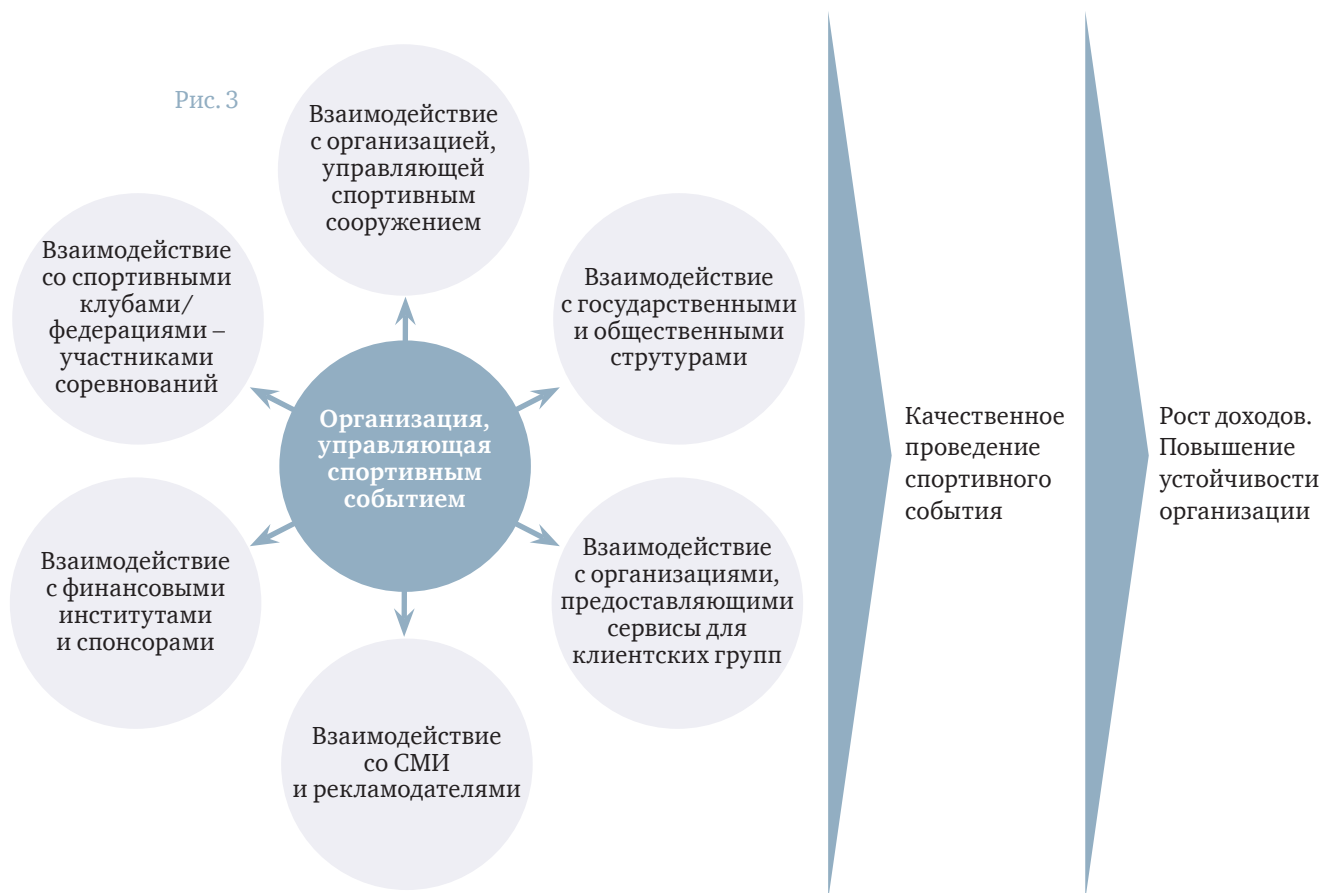 Рис. 3
Взаимодействие
с организацией,
управляющей
спортивным
сооружением
Взаимодействие
со спортивными
клубами/
федерациями –
участниками
соревнований
Взаимодействие
с государственными
и общественными
струтурами
Организация,
управляющая
спортивным
событием
Взаимодействие
с финансовыми
институтами
и спонсорами
Взаимодействие
с организациями,
предоставляющими
сервисы для
клиентских групп
Взаимодействие
со СМИ
и рекламодателями
Качественное
проведение
спортивного
события
Рост доходов.
Повышение
устойчивости
организации